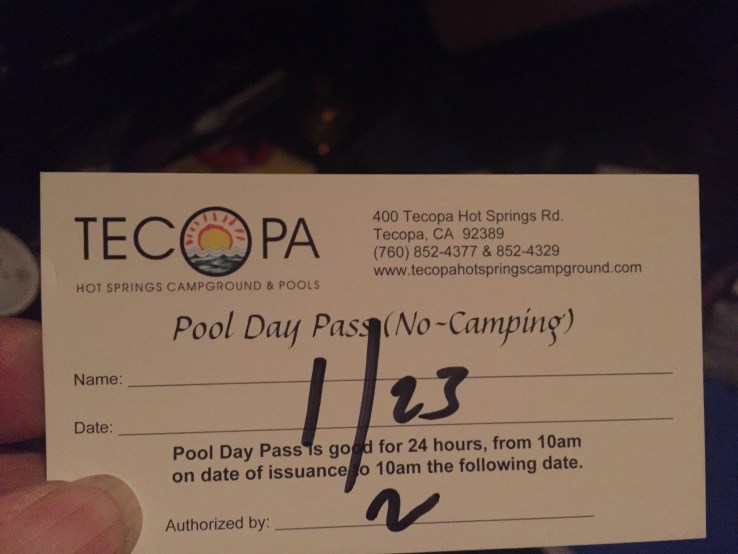 TECOPA
HOT SPRINGS CAMPGROUND & POOLS
400 Tecopa Hot Springs Rd.
Tecopa, CA 92389
(760) 852-4377 & 852-4329
www.tecopahotspringscampground.com
Pool Day Pass (No-Camping)
Name:
1/23
Date:
Pool Day Pass is good for 24 hours, from 10am
on date of issuance to 10am the following date.
Authorized by: